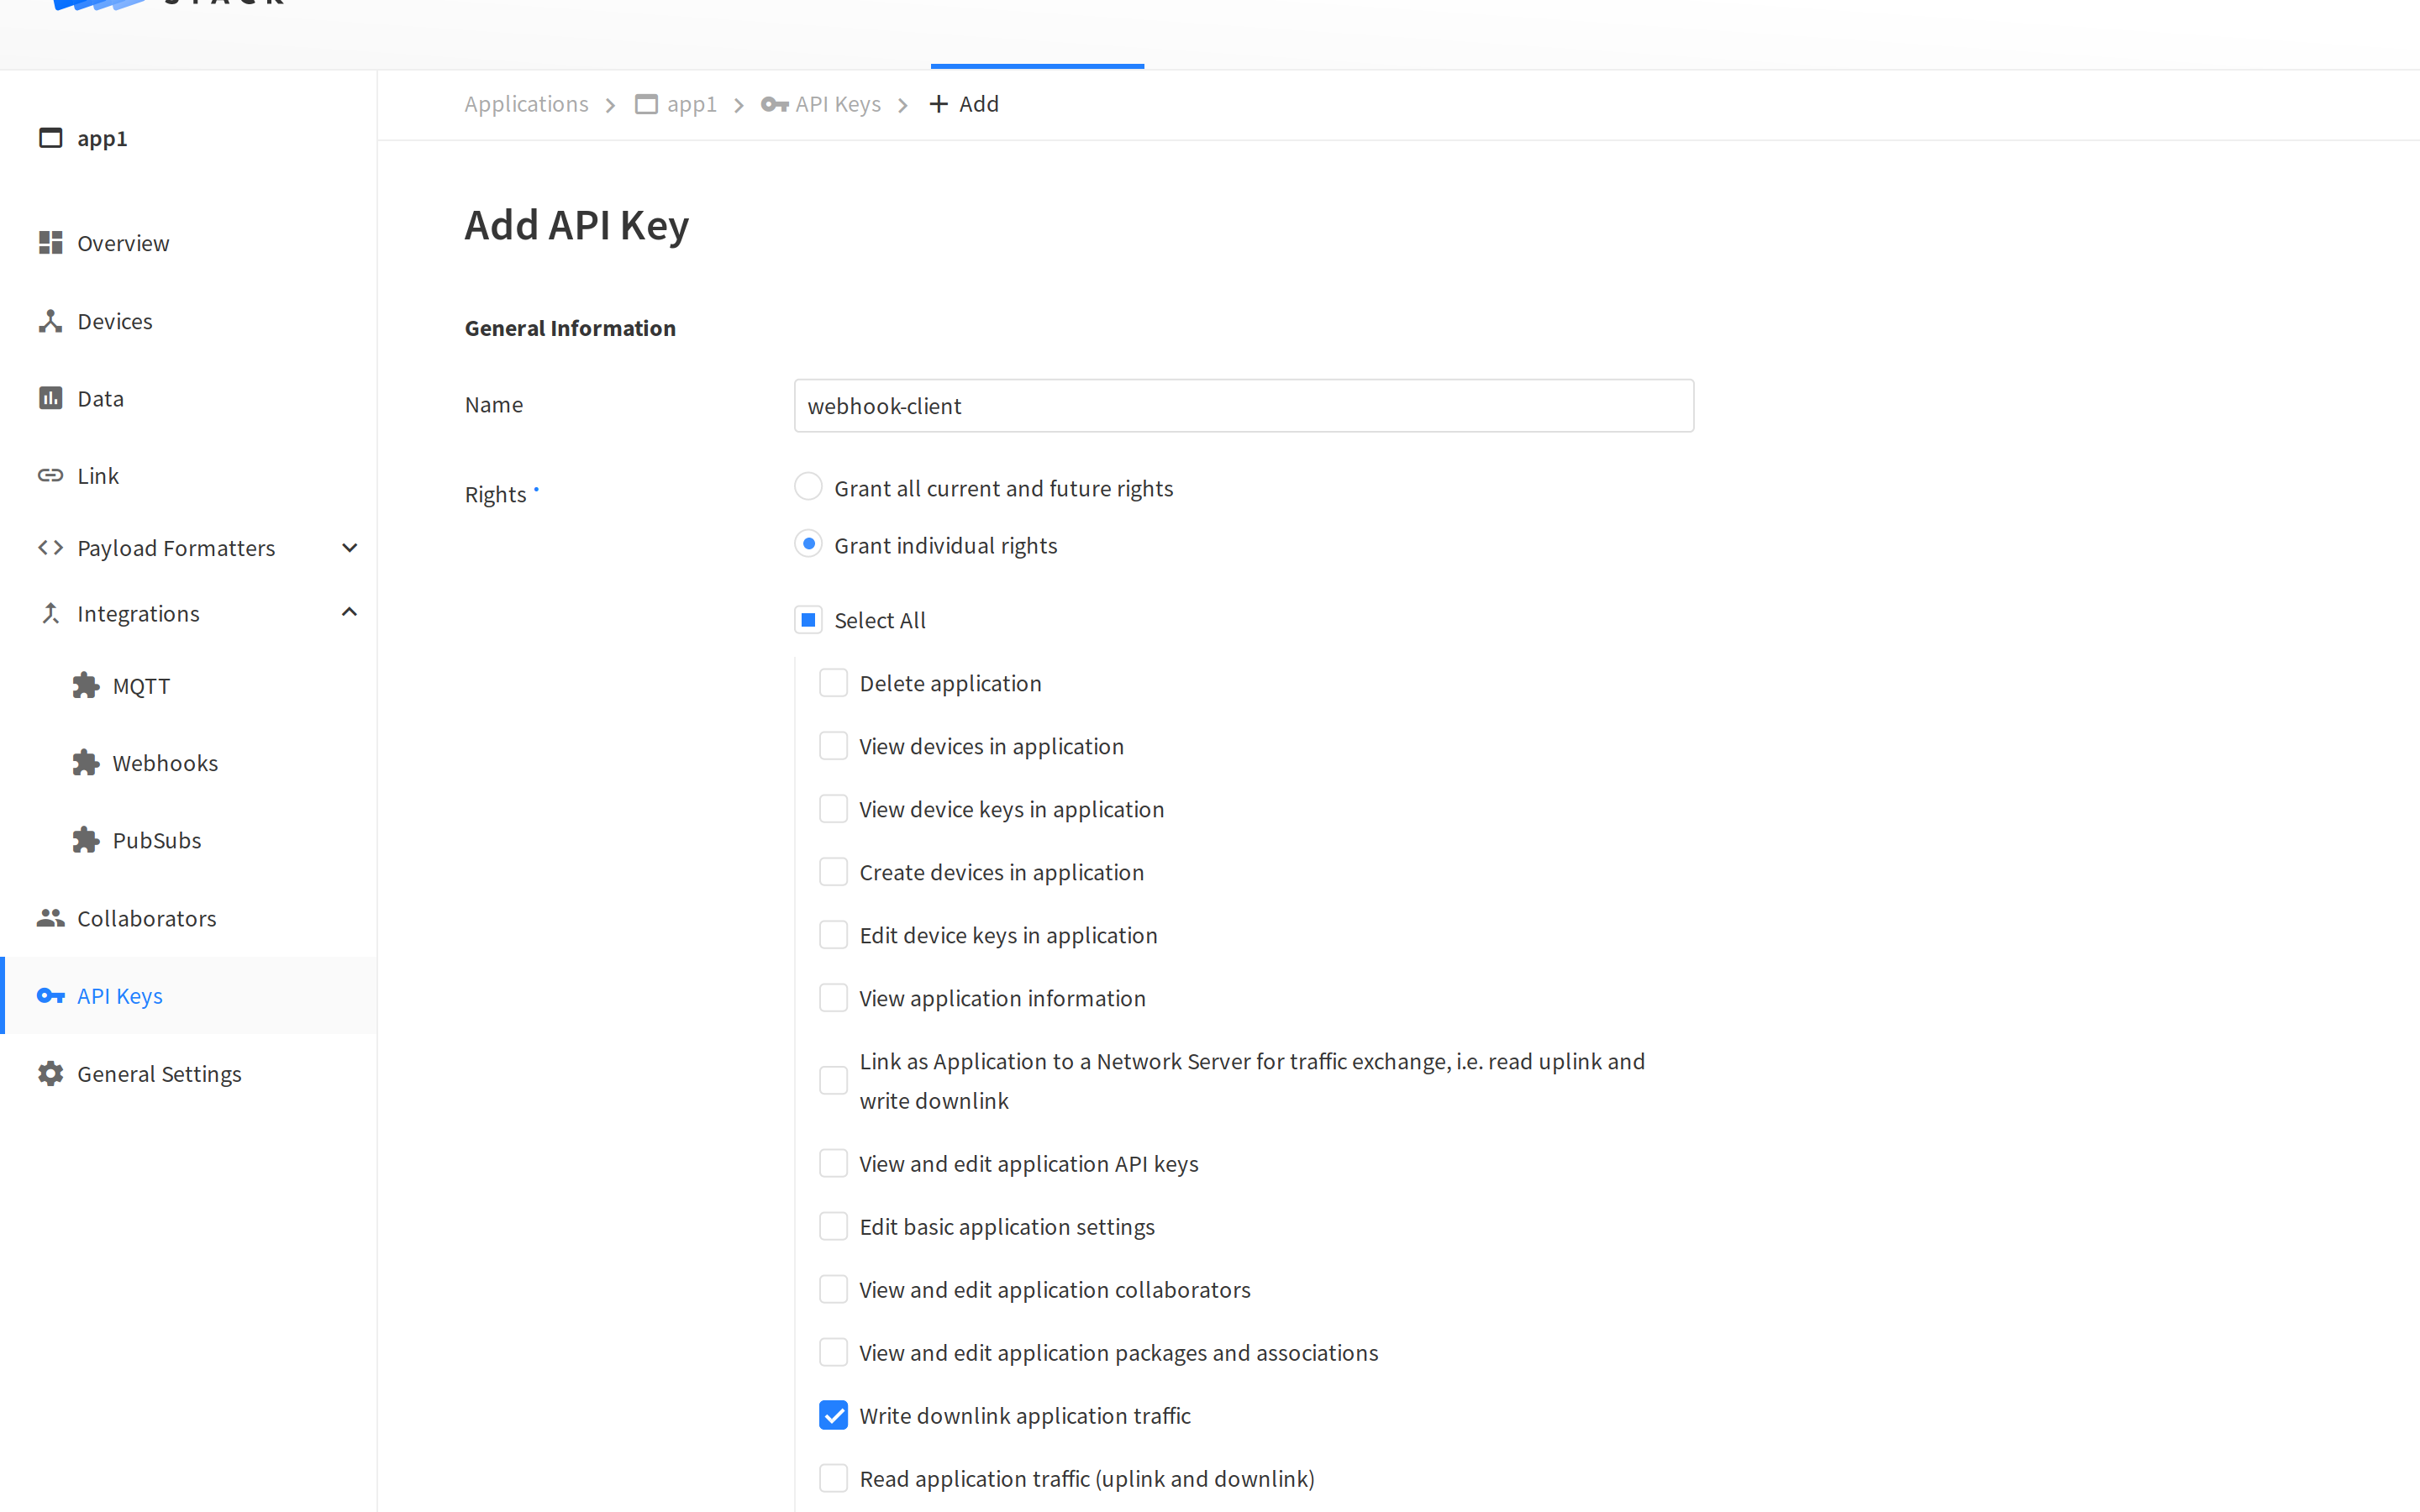 STACK
Applications > app1 > API Keys > + Add
app1
Overview
Devices
Data
Link
Payload Formatters
Integrations
MQTT
Webhooks
PubSubs
Collaborators
API Keys
General Settings
Add API Key
General Information
Name
webhook-client
Rights
Grant all current and future rights
Grant individual rights
Select All
Delete application
View devices in application
View device keys in application
Create devices in application
Edit device keys in application
View application information
Link as Application to a Network Server for traffic exchange, i.e. read uplink and
write downlink
View and edit application API keys
Edit basic application settings
View and edit application collaborators
View and edit application packages and associations
Write downlink application traffic
Read application traffic (uplink and downlink)